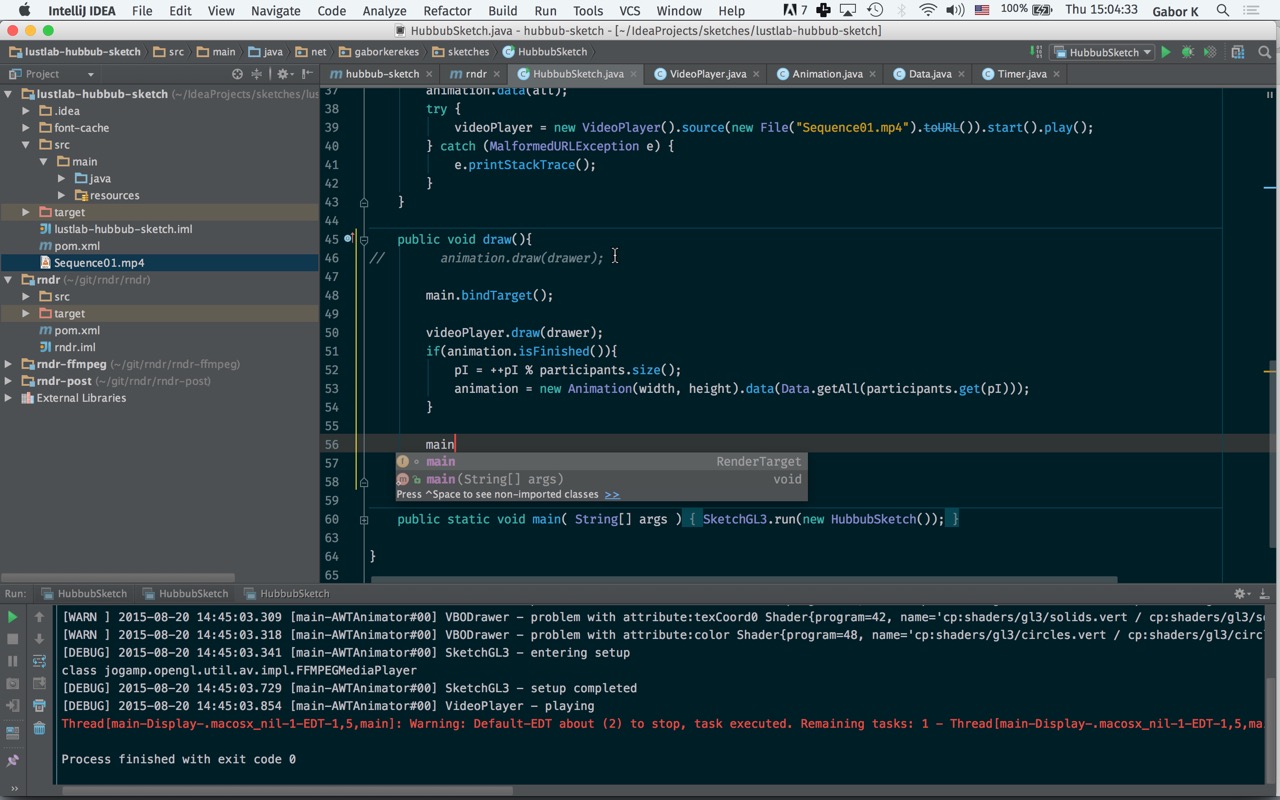 IntelliJ IDEA File Edit View Navigate Code Analyze Refactor Build Run Tools VCS Window Help 7 100% Thu 15:04:33 Gabor K
HubbubSketch.java - hubbub-sketch - [~/IdeaProjects/sketches/lustlab-sketch]
lustlab-hubbub-sketch src main java net gaborkerekes sketches HubbubSketch HubbubSketch
Project hubbub-sketch rndr HubbubSketch.java VideoPlayer.java Animation.java Data.java Timer.java
lustlab-hubbub-sketch (~/IdeaProjects/sketches/lus
.idea
font-cache
src
main
java
resources
target
lustlab-hubbub-sketch.iml
pom.xml
Sequence01.mp4
rndr (~/git/rndr/rndr)
src
target
pom.xml
rndr.iml
rndr-ffmpeg (~/git/rndr/rndr-ffmpeg)
rndr-post (~/git/rndr/rndr-post)
External Libraries
37 animation.data(all);
38 try {
39 videoPlayer = new VideoPlayer().source(new File("Sequence01.mp4").toURL()).start().play();
40 } catch (MalformedURLException e) {
41 e.printStackTrace();
42 }
43 }
44
45 public void draw(){
46 // animation.draw(drawer);
47
48 main.bindTarget();
49
50 videoPlayer.draw(drawer);
51 if(animation.isFinished()){
52 pI = ++pI % participants.size();
53 animation = new Animation(width, height).data(Data.getAll(participants.get(pI)));
54 }
55
56 main
57 main RenderTarget
58 main(String[] args) void
Press ^Space to see non-imported classes >>
59
60 public static void main( String[] args ) { SketchGL3.run(new HubbubSketch()); }
63
64 }
65
Run: HubbubSketch HubbubSketch HubbubSketch
[WARN ] 2015-08-20 14:45:03.309 [main-AWTAnimator#00] VBODrawer - problem with attribute:texCoord0 Shader{program=42, name='cp:shaders/gl3/solids.vert / cp:shaders/gl3/so
[WARN ] 2015-08-20 14:45:03.318 [main-AWTAnimator#00] VBODrawer - problem with attribute:color Shader{program=48, name='cp:shaders/gl3/circles.vert / cp:shaders/gl3/circ
[DEBUG] 2015-08-20 14:45:03.341 [main-AWTAnimator#00] SketchGL3 - entering setup
class jogamp.opengl.util.av.impl.FFMPEGMediaPlayer
[DEBUG] 2015-08-20 14:45:03.729 [main-AWTAnimator#00] SketchGL3 - setup completed
[DEBUG] 2015-08-20 14:45:03.854 [main-AWTAnimator#00] VideoPlayer - playing
Thread[main-Display-.macosx_nil-1-EDT-1,5,main]: Warning: Default-EDT about (2) to stop, task executed. Remaining tasks: 1 - Thread[main-Display-.macosx_nil-1-EDT-1,5,ma
Process finished with exit code 0